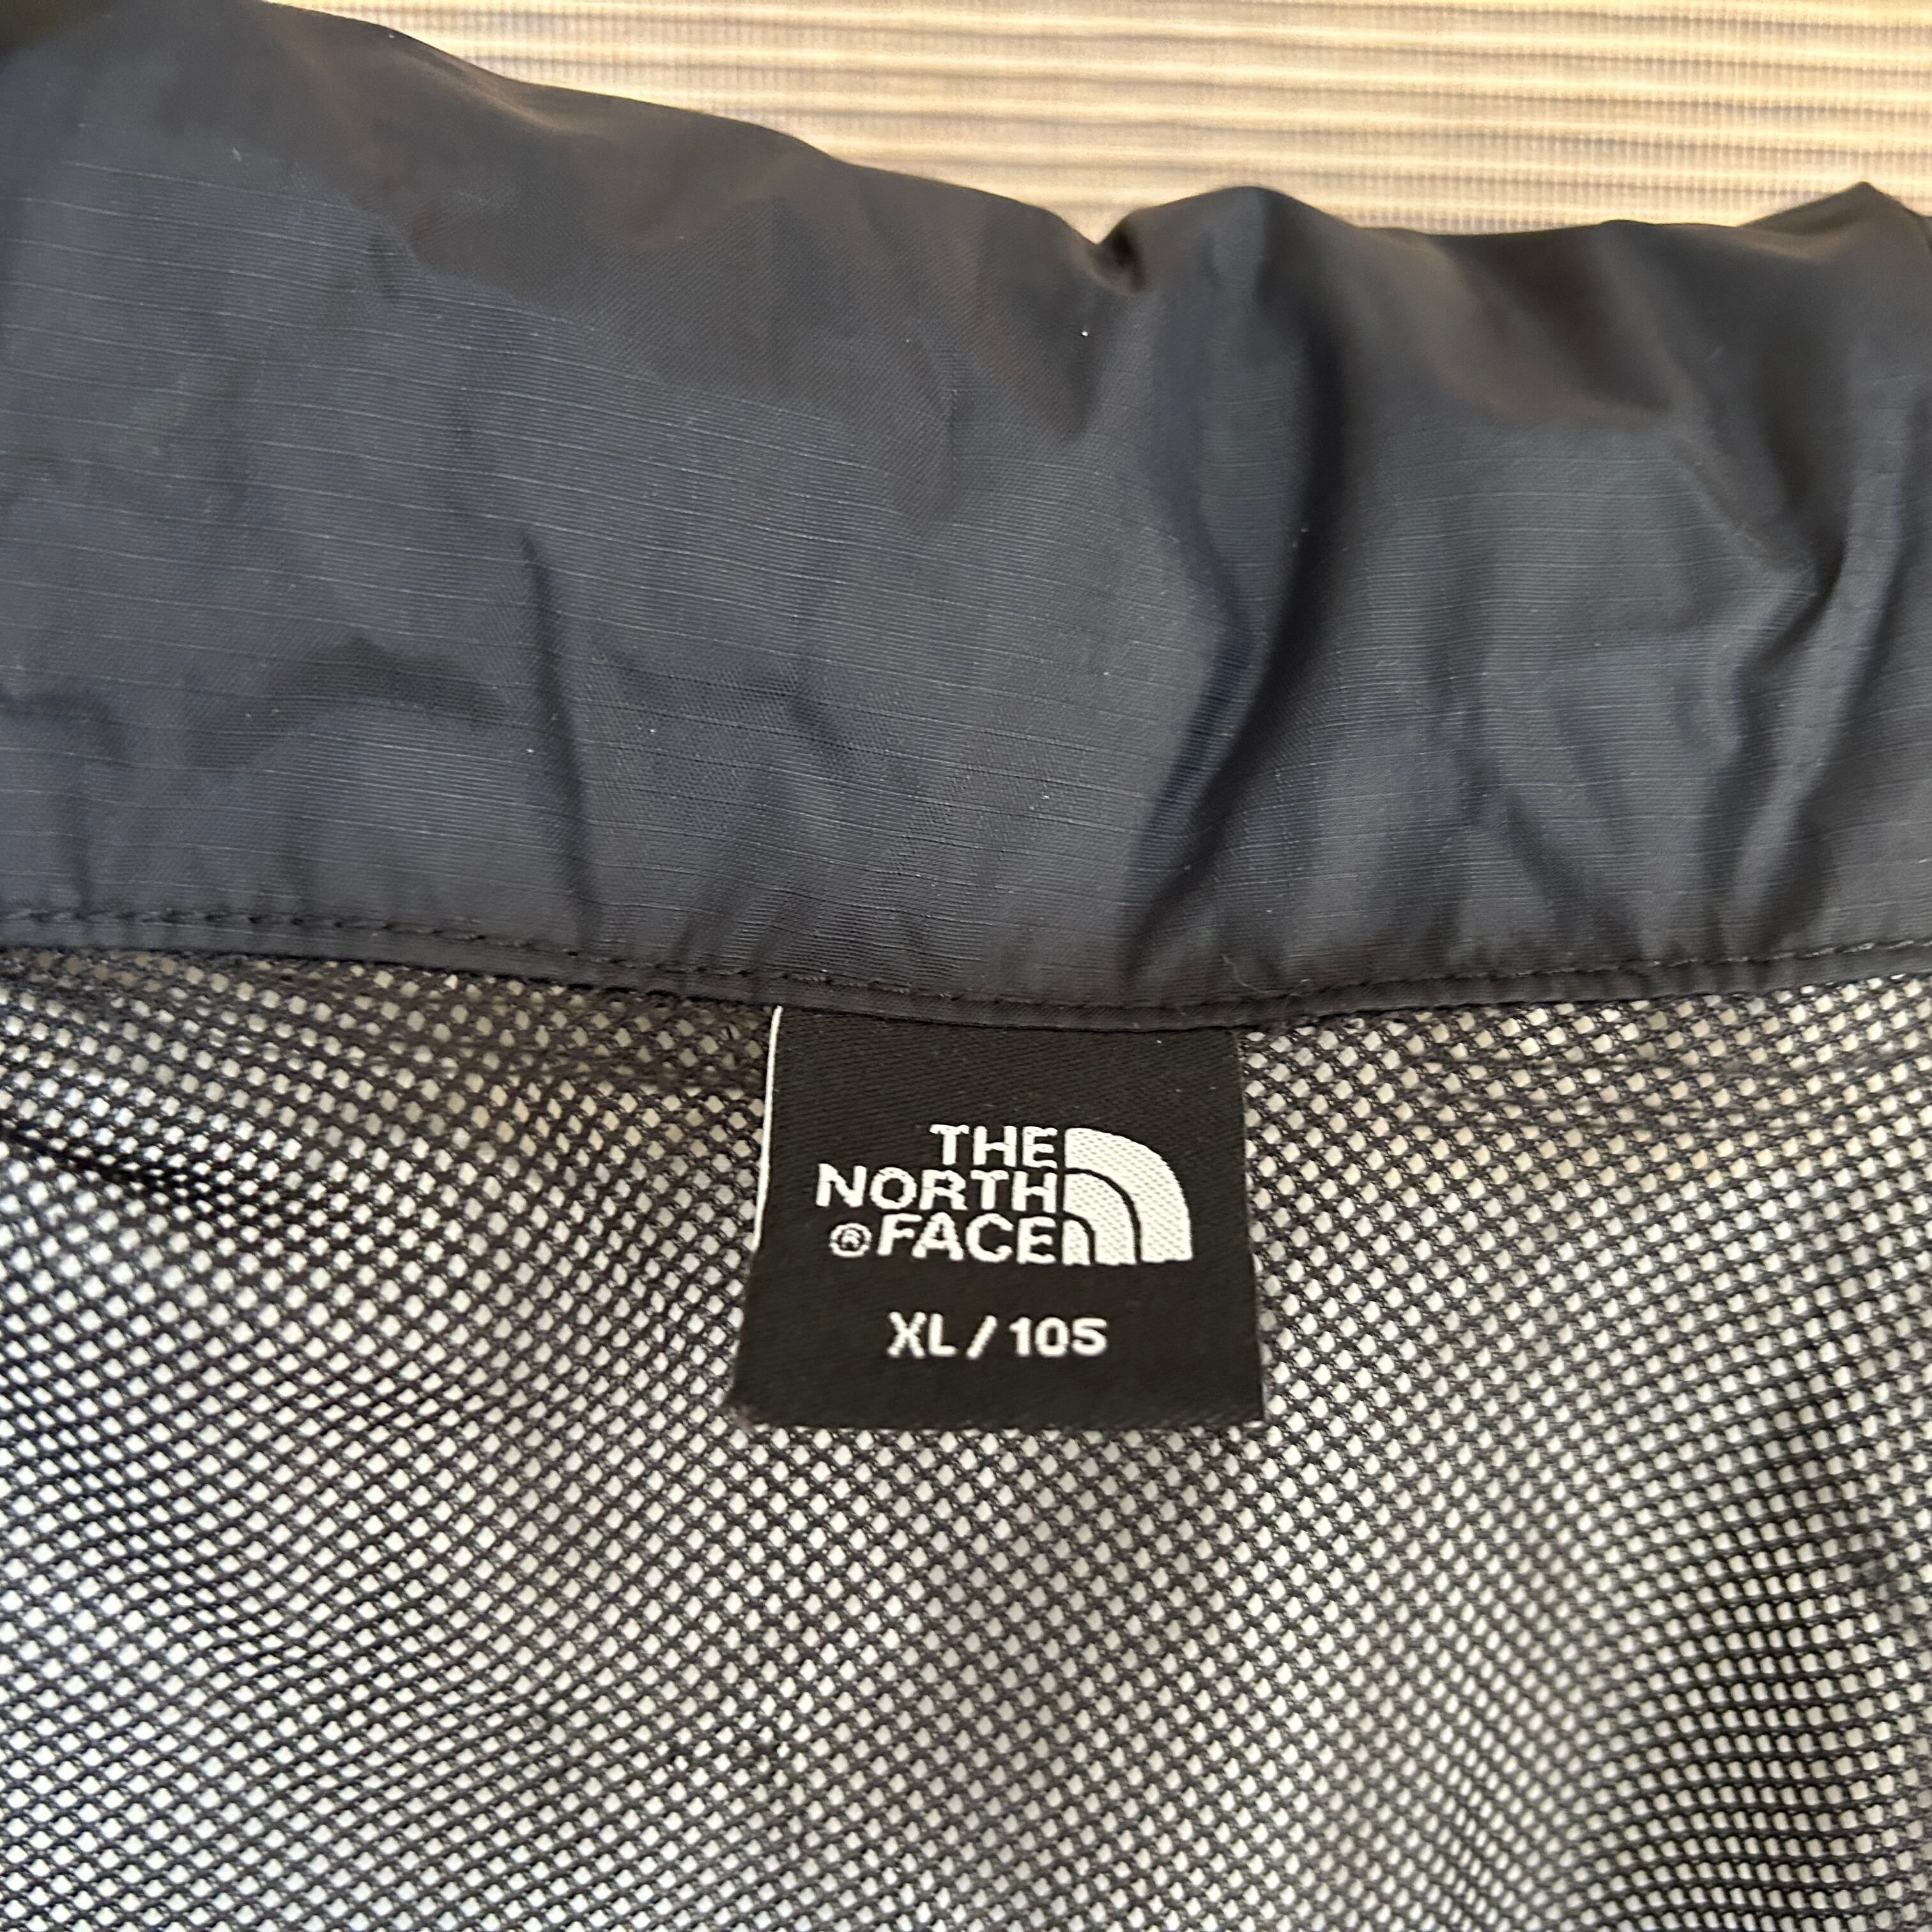 THE
NORTH
® FACE
XL / 105